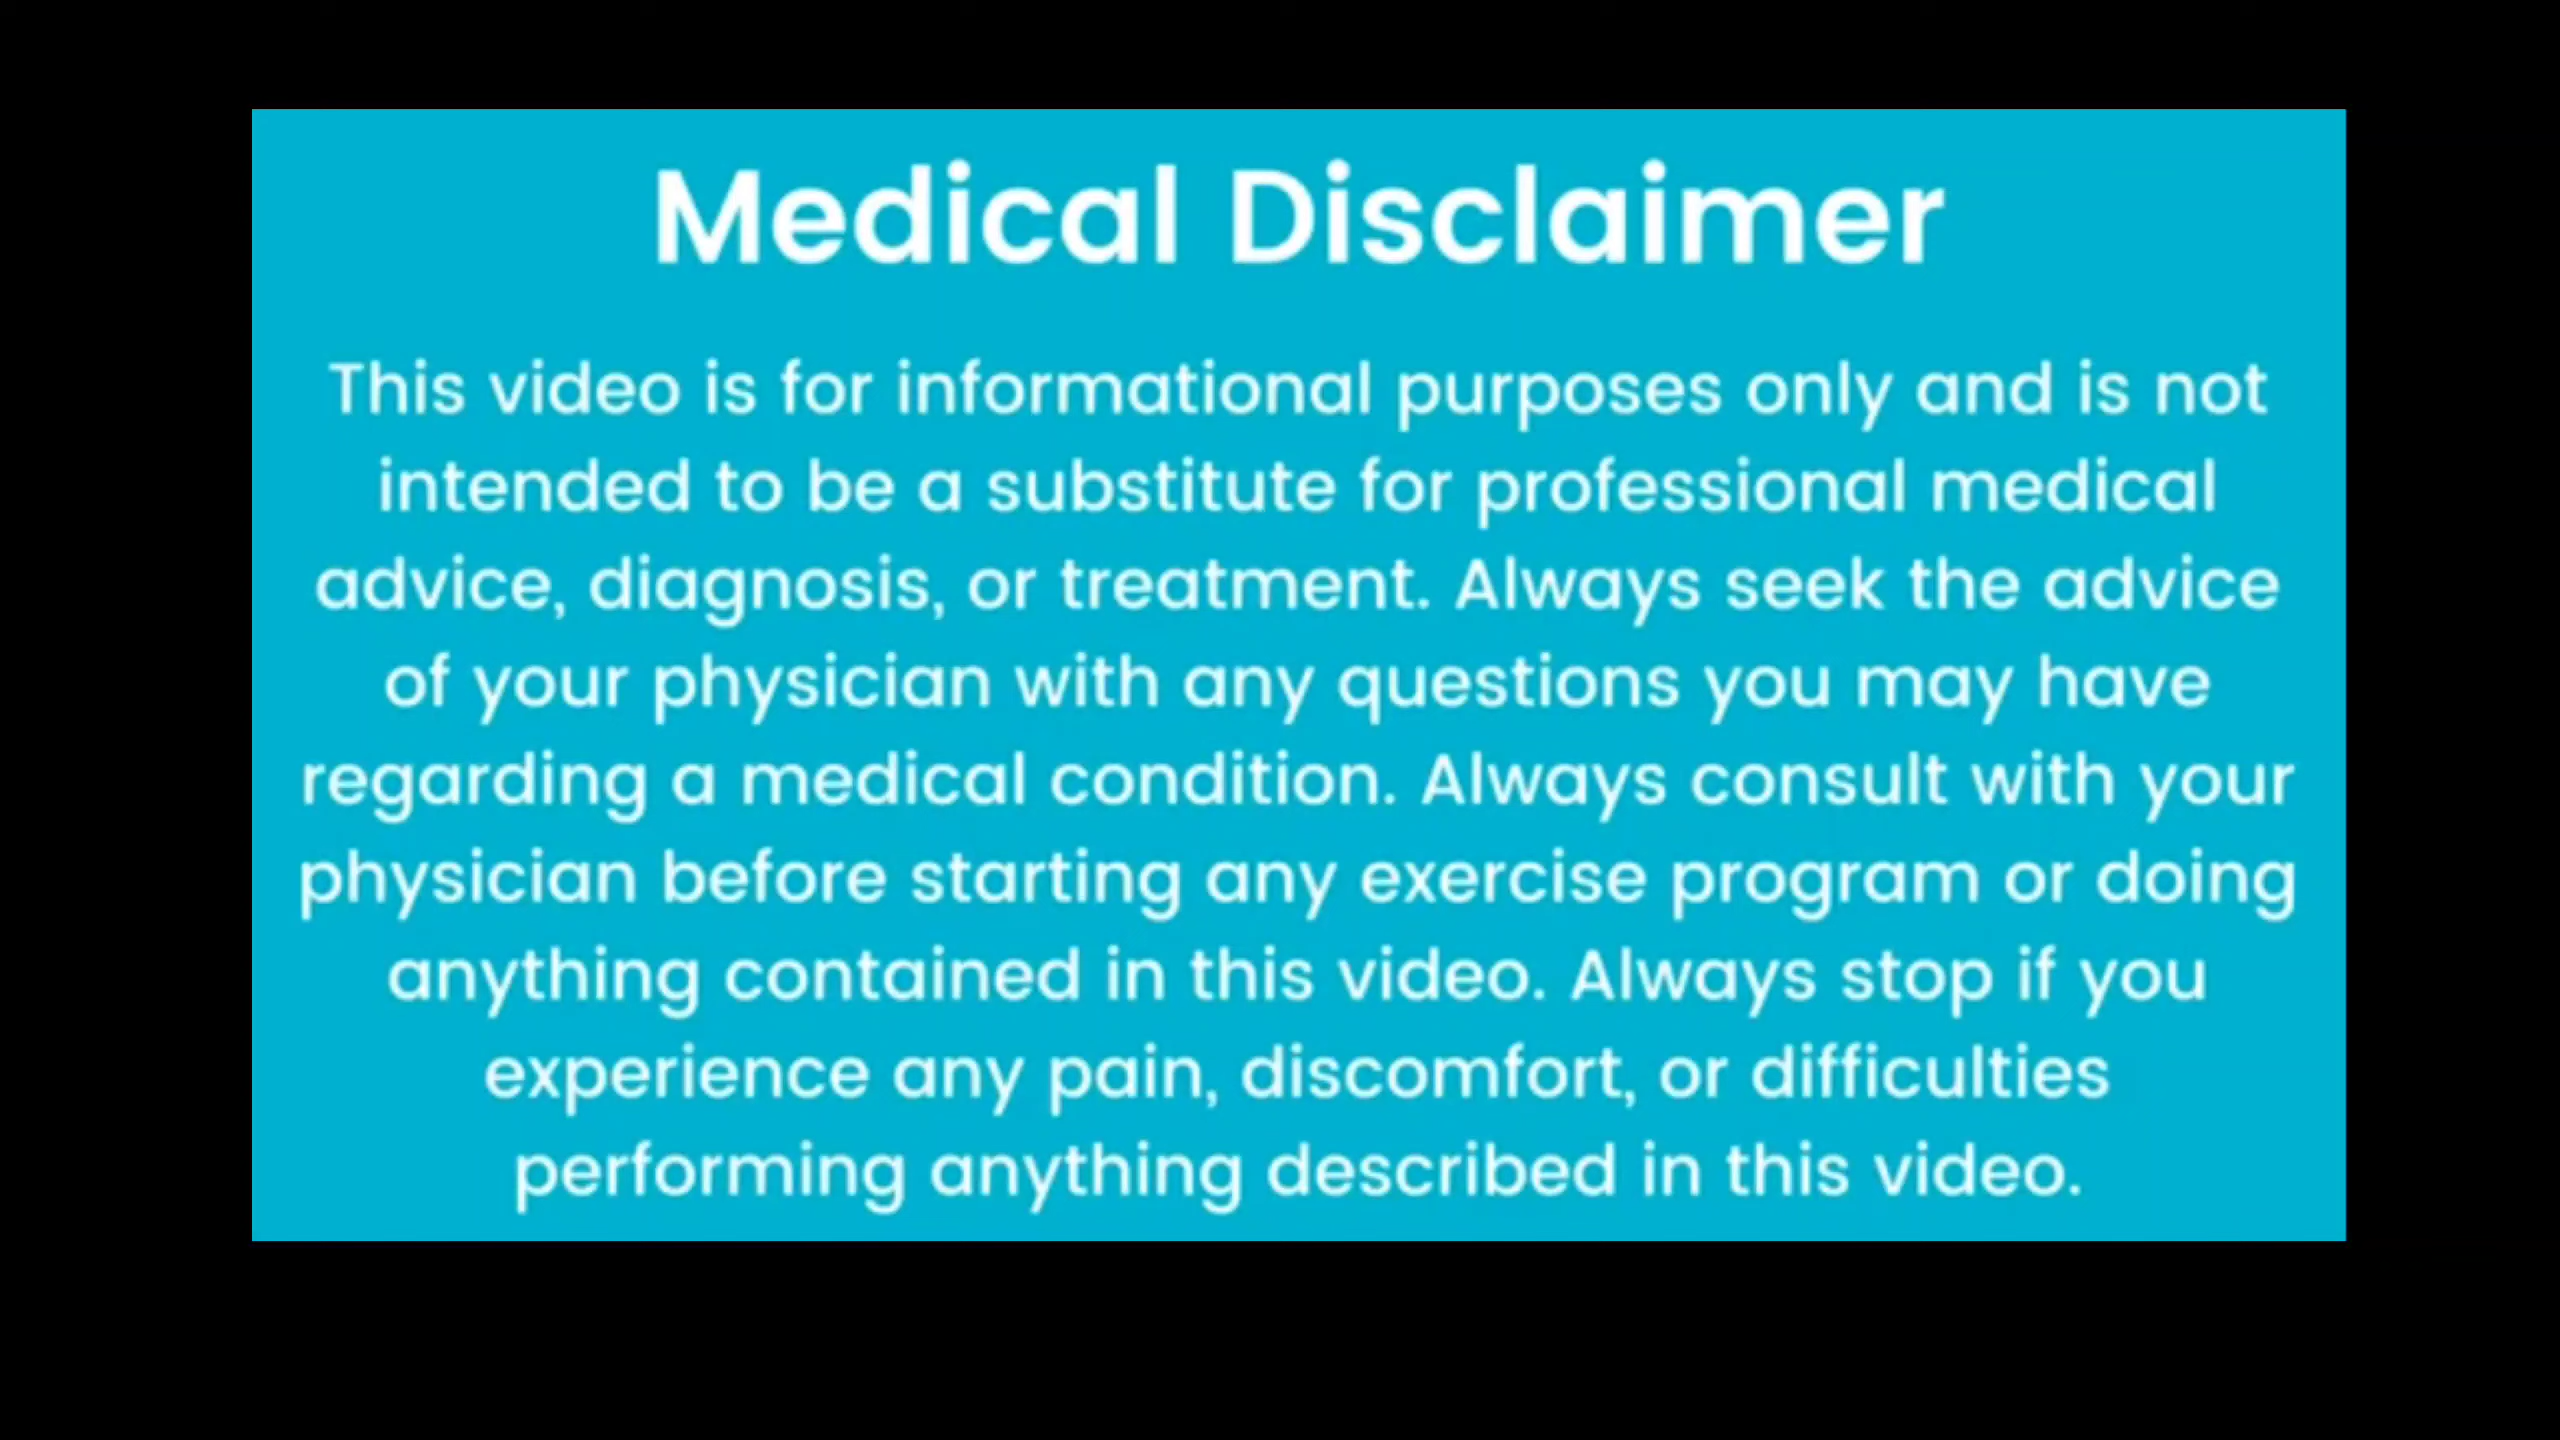 Medical Disclaimer
This video is for informational purposes only and is not
intended to be a substitute for professional medical
advice, diagnosis, or treatment. Always seek the advice
of your physician with any questions you may have
regarding a medical condition. Always consult with your
physician before starting any exercise program or doing
anything contained in this video. Always stop if you
experience any pain, discomfort, or difficulties
performing anything described in this video.